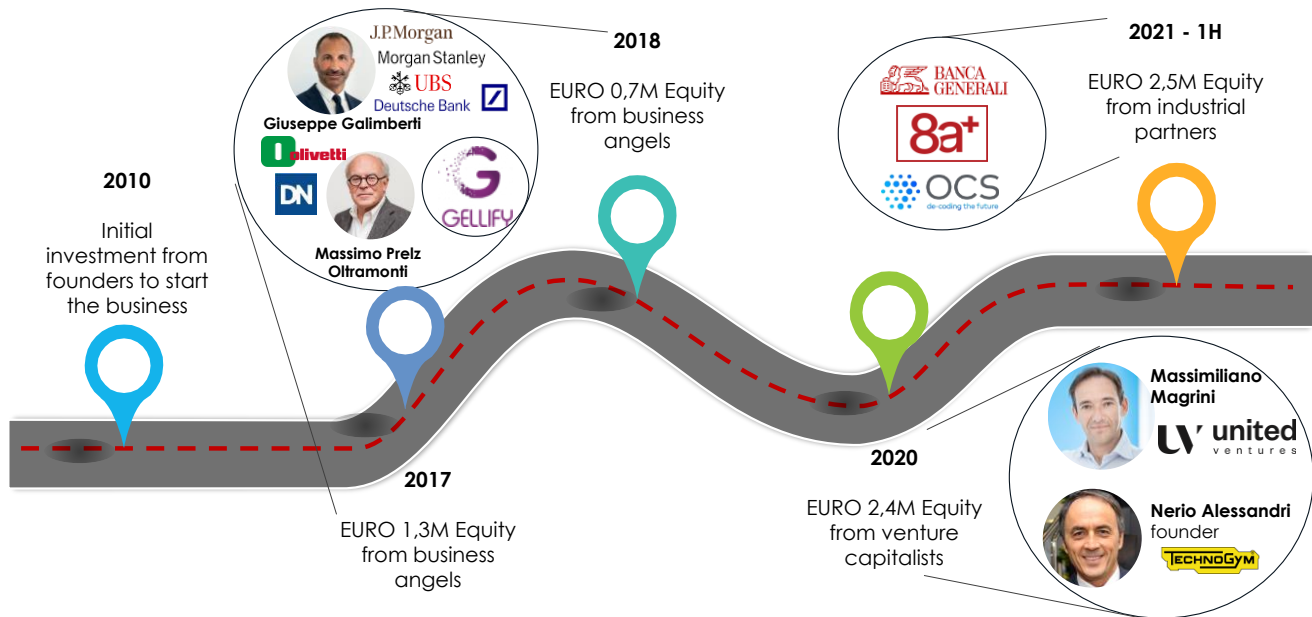 2010
Initial
investment from
founders to start
the business
J.P.Morgan
Morgan Stanley
UBS
Deutsche Bank
Giuseppe Galimberti
olivetti
DN
GELLIFY
Massimo Prelz
Oltramonti
2017
EURO 1,3M Equity
from business
angels
2018
EURO 0,7M Equity
from business
angels
2020
EURO 2,4M Equity
from venture
capitalists
BANCA
GENERALI
8a+
OCS
de-coding the future
2021 - 1H
EURO 2,5M Equity
from industrial
partners
Massimiliano
Magrini
UV united
ventures
Nerio Alessandri
founder
TECHNOGYM